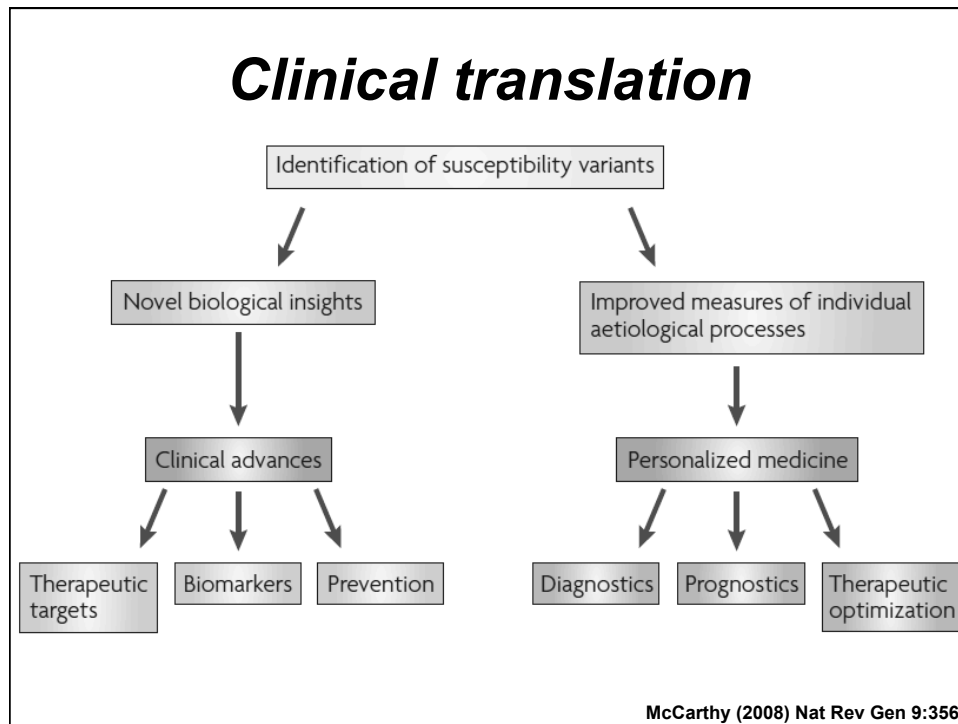 Clinical translation
Identification of susceptibility variants
Novel biological insights
Improved measures of individual
aetiological processes
Clinical advances
Personalized medicine
Therapeutic
targets
Biomarkers
Prevention
Diagnostics
Prognostics
Therapeutic
optimization
McCarthy (2008) Nat Rev Gen 9:356